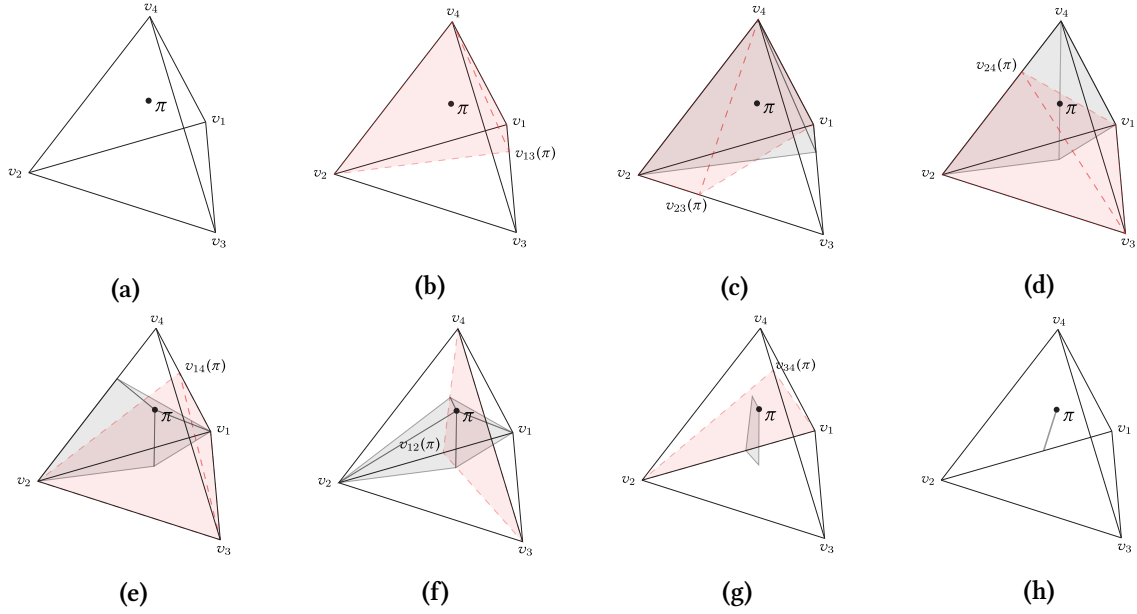 v₄
π
v₁
v₂
v₃
(a)
v₄
π
v₁
v₁₃(π)
v₂
v₃
(b)
v₄
π
v₁
v₂
v₂₃(π)
v₃
(c)
v₄
v₂₄(π)
π
v₁
v₂
v₃
(d)
v₄
v₁₄(π)
π
v₁
v₂
v₃
(e)
v₄
π
v₁
v₁₂(π)
v₂
v₃
(f)
v₄
v₃₄(π)
π
v₁
v₂
v₃
(g)
v₄
π
v₁
v₂
v₃
(h)